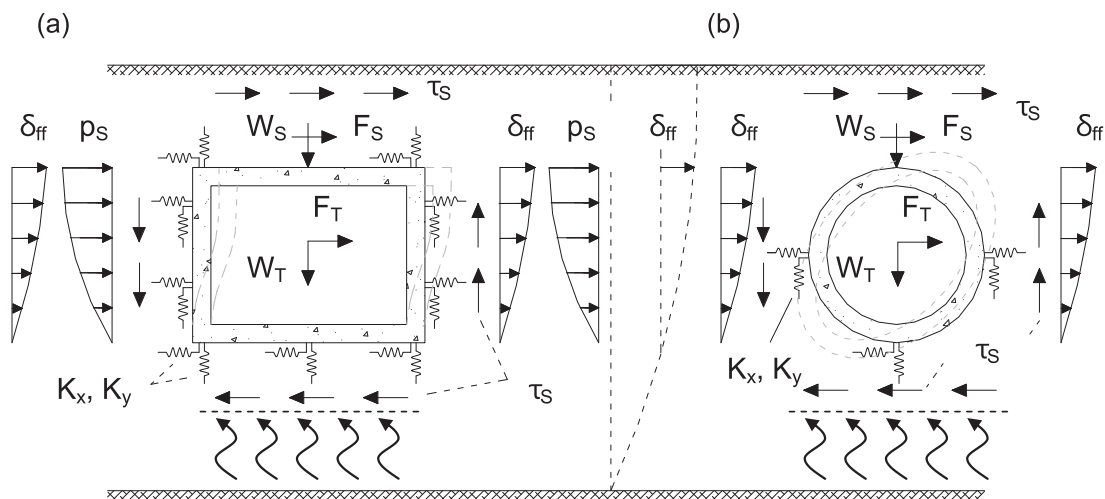 (a) (b)
τS τS
WS FS WS FS
δff pS δff pS δff δff δff
FT FT
WT WT
Kx, Ky τS Kx, Ky τS